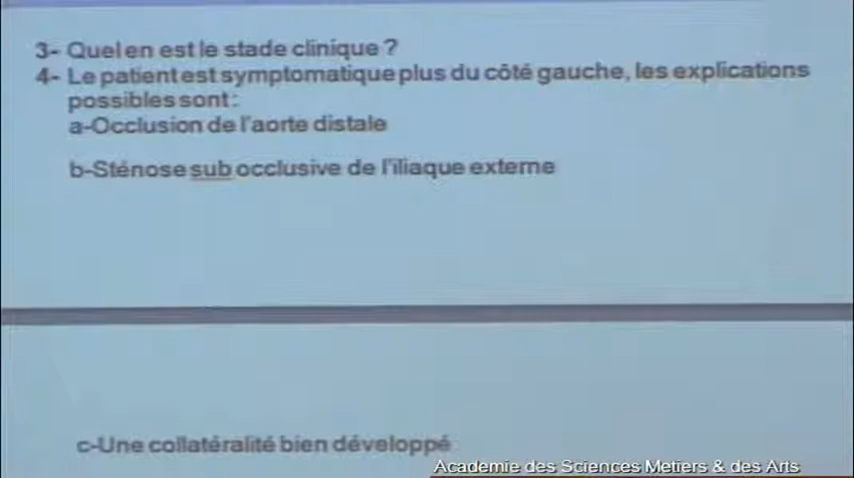 3- Quel en est le stade clinique ?
4- Le patient est symptomatique plus du côté gauche, les explications
possibles sont :
a-Occlusion de l'aorte distale
b-Sténose sub occlusive de l'iliaque externe
c-Une collatéralité bien développé
Academie des Sciences Metiers & des Arts